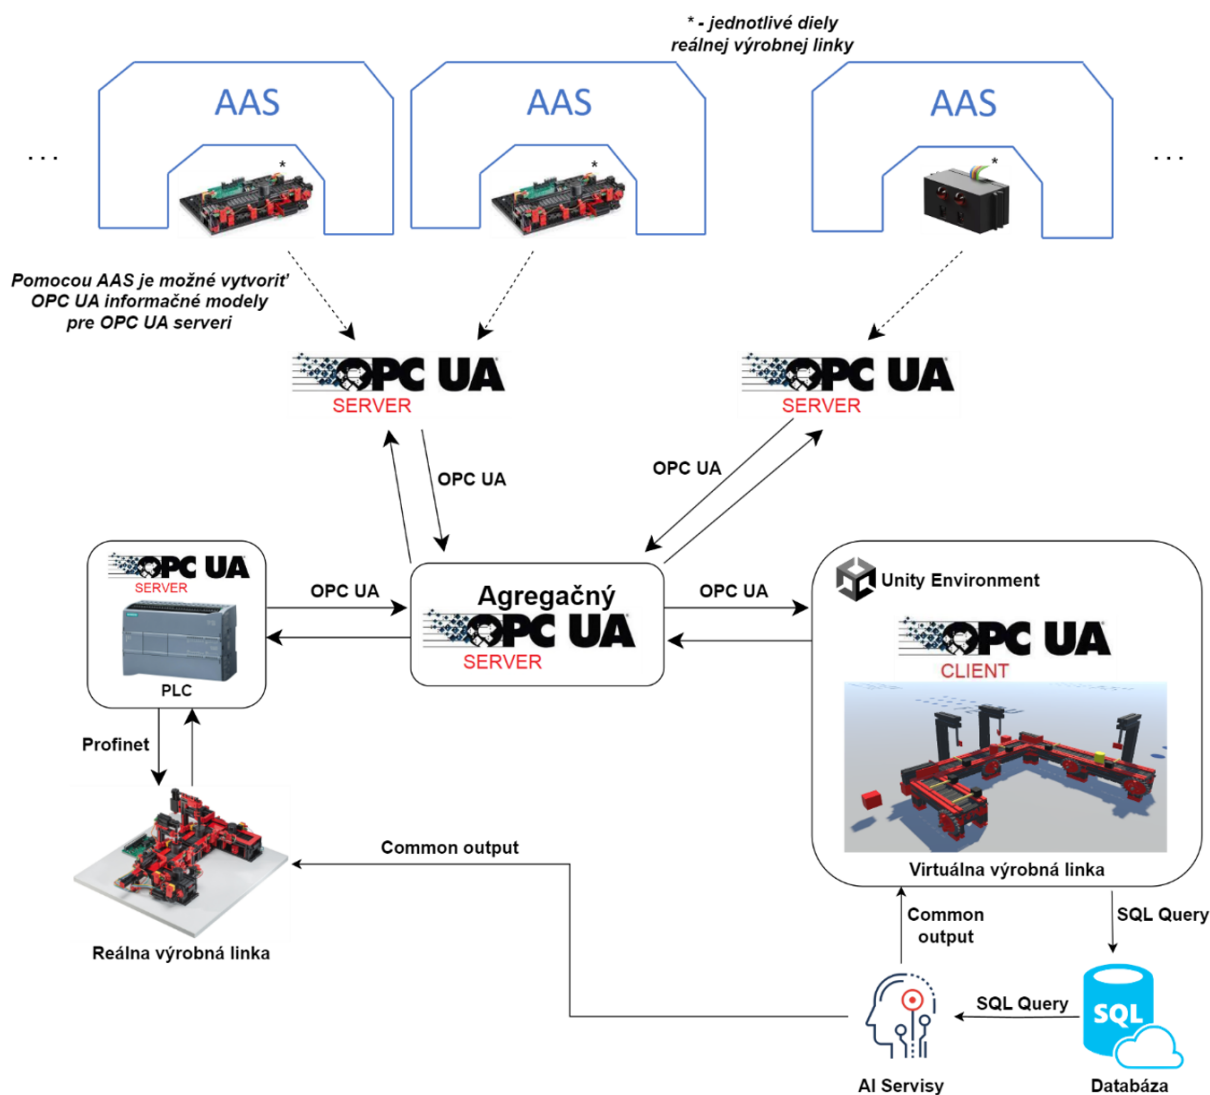 * - jednotlivé diely
reálnej výrobnej linky
AAS
AAS
AAS
. . .
*
*
*
. . .
Pomocou AAS je možné vytvoriť
OPC UA informačné modely
pre OPC UA serveri
OPC UA
SERVER
OPC UA
SERVER
OPC UA
OPC UA
OPC UA
SERVER
PLC
OPC UA
Agregačný
OPC UA
SERVER
OPC UA
Unity Environment
OPC UA
CLIENT
Virtuálna výrobná linka
Profinet
Reálna výrobná linka
Common output
Common
output
SQL Query
SQL Query
SQL
AI Servisy
Databáza